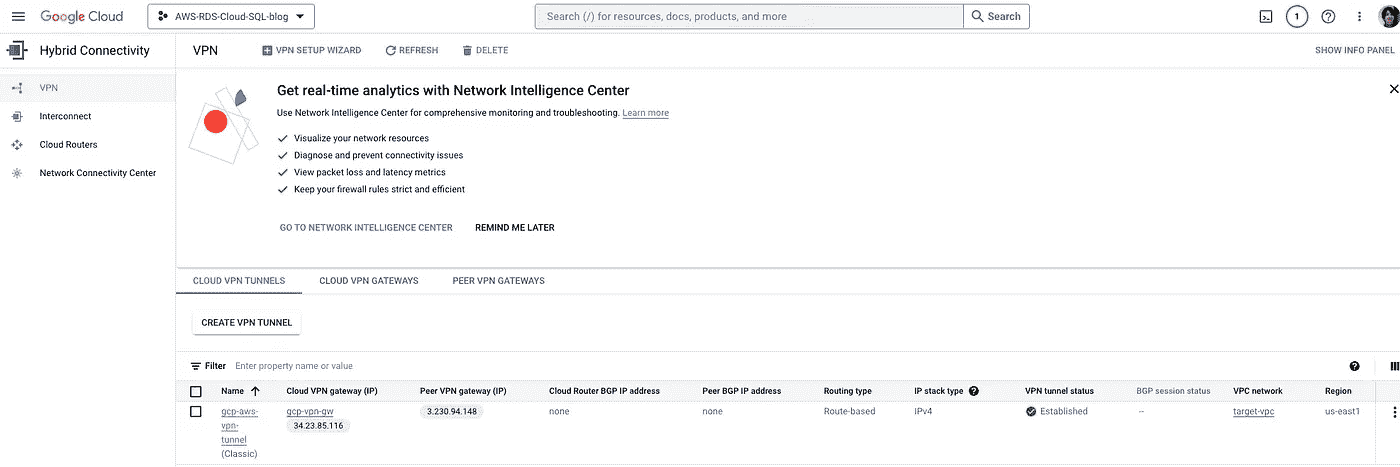 Google Cloud
AWS-RDS-Cloud-SQL-blog
Search (/) for resources, docs, products, and more
Search
1
Hybrid Connectivity
VPN
VPN SETUP WIZARD
REFRESH
DELETE
SHOW INFO PANEL
VPN
Interconnect
Cloud Routers
Network Connectivity Center
Get real-time analytics with Network Intelligence Center
Use Network Intelligence Center for comprehensive monitoring and troubleshooting. Learn more
Visualize your network resources
Diagnose and prevent connectivity issues
View packet loss and latency metrics
Keep your firewall rules strict and efficient
GO TO NETWORK INTELLIGENCE CENTER
REMIND ME LATER
CLOUD VPN TUNNELS
CLOUD VPN GATEWAYS
PEER VPN GATEWAYS
CREATE VPN TUNNEL
Filter
Enter property name or value
Name
Cloud VPN gateway (IP)
Peer VPN gateway (IP)
Cloud Router BGP IP address
Peer BGP IP address
Routing type
IP stack type
VPN tunnel status
BGP session status
VPC network
Region
gcp-aws-
vpn-
tunnel
(Classic)
gcp-vpn-gw
34.23.85.116
3.230.94.148
none
none
Route-based
IPv4
Established
--
target-vpc
us-east1